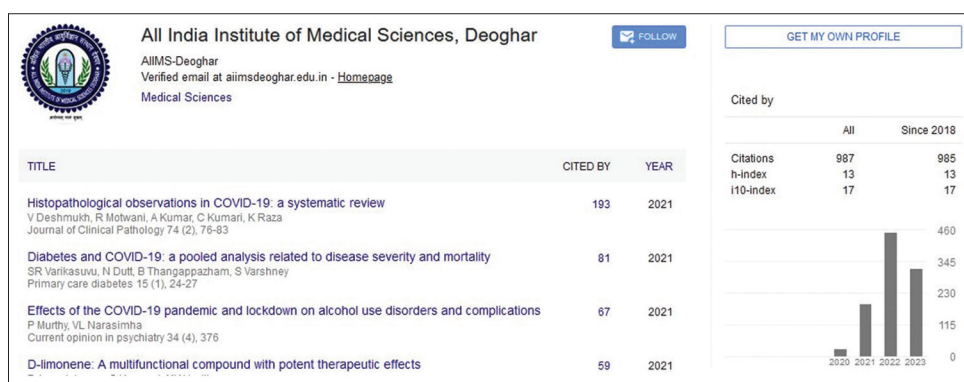 All India Institute of Medical Sciences, Deoghar
AIIMS-Deoghar
Verified email at aiimsdeoghar.edu.in - Homepage
Medical Sciences
FOLLOW
TITLE CITED BY YEAR
Histopathological observations in COVID-19: a systematic review 193 2021
V Deshmukh, R Motwani, A Kumar, C Kumari, K Raza
Journal of Clinical Pathology 74 (2), 76-83
Diabetes and COVID-19: a pooled analysis related to disease severity and mortality 81 2021
SR Varikasuvu, N Dutt, B Thangappazham, S Varshney
Primary care diabetes 15 (1), 24-27
Effects of the COVID-19 pandemic and lockdown on alcohol use disorders and complications 67 2021
P Murthy, VL Narasimha
Current opinion in psychiatry 34 (4), 376
D-limonene: A multifunctional compound with potent therapeutic effects 59 2021
GET MY OWN PROFILE
Cited by
All Since 2018
Citations 987 985
h-index 13 13
i10-index 17 17
460
345
230
115
0
2020 2021 2022 2023